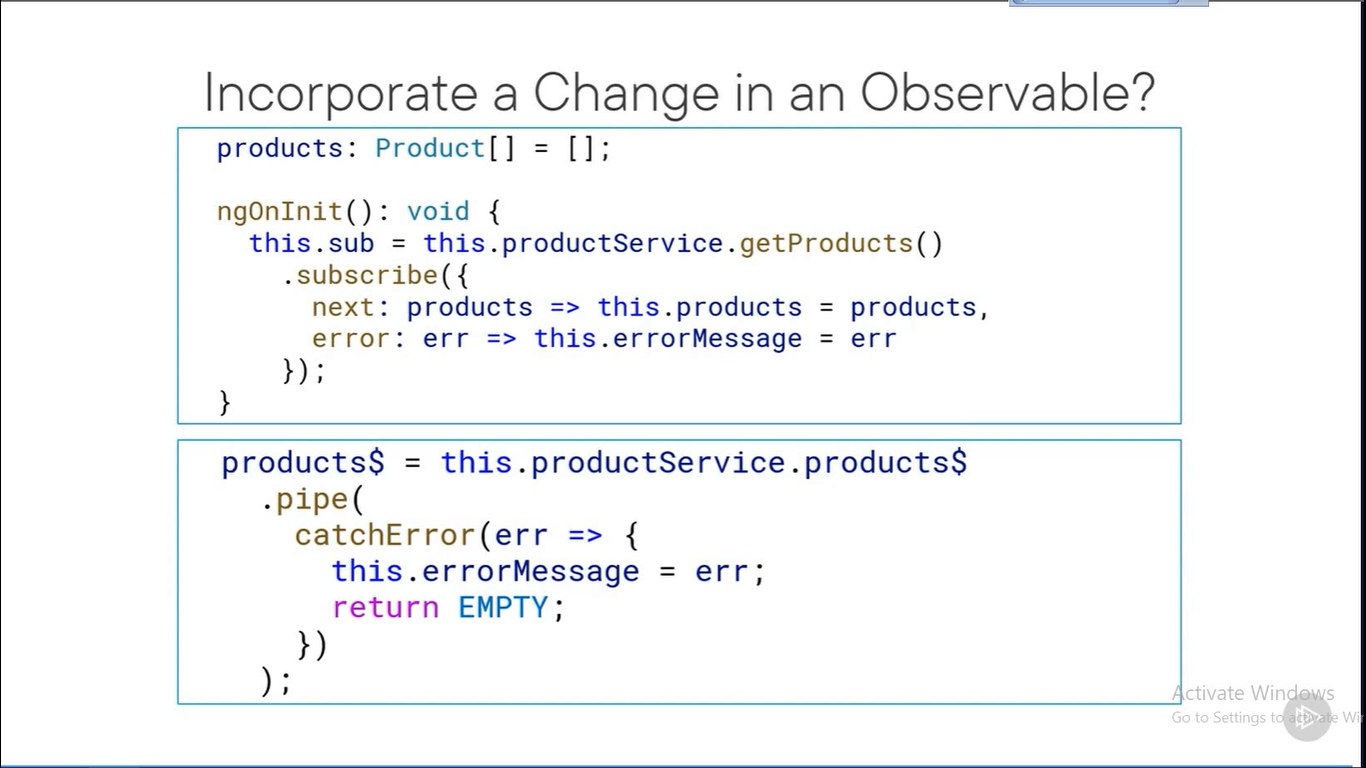 Incorporate a Change in an Observable?
products: Product[] = [];
ngOnInit(): void {
this.sub = this.productService.getProducts()
.subscribe({
next: products => this.products = products,
error: err => this.errorMessage = err
});
}
products$ = this.productService.products$
.pipe(
catchError(err => {
this.errorMessage = err;
return EMPTY;
})
);
Activate Windows
Go to Settings to activate Wi